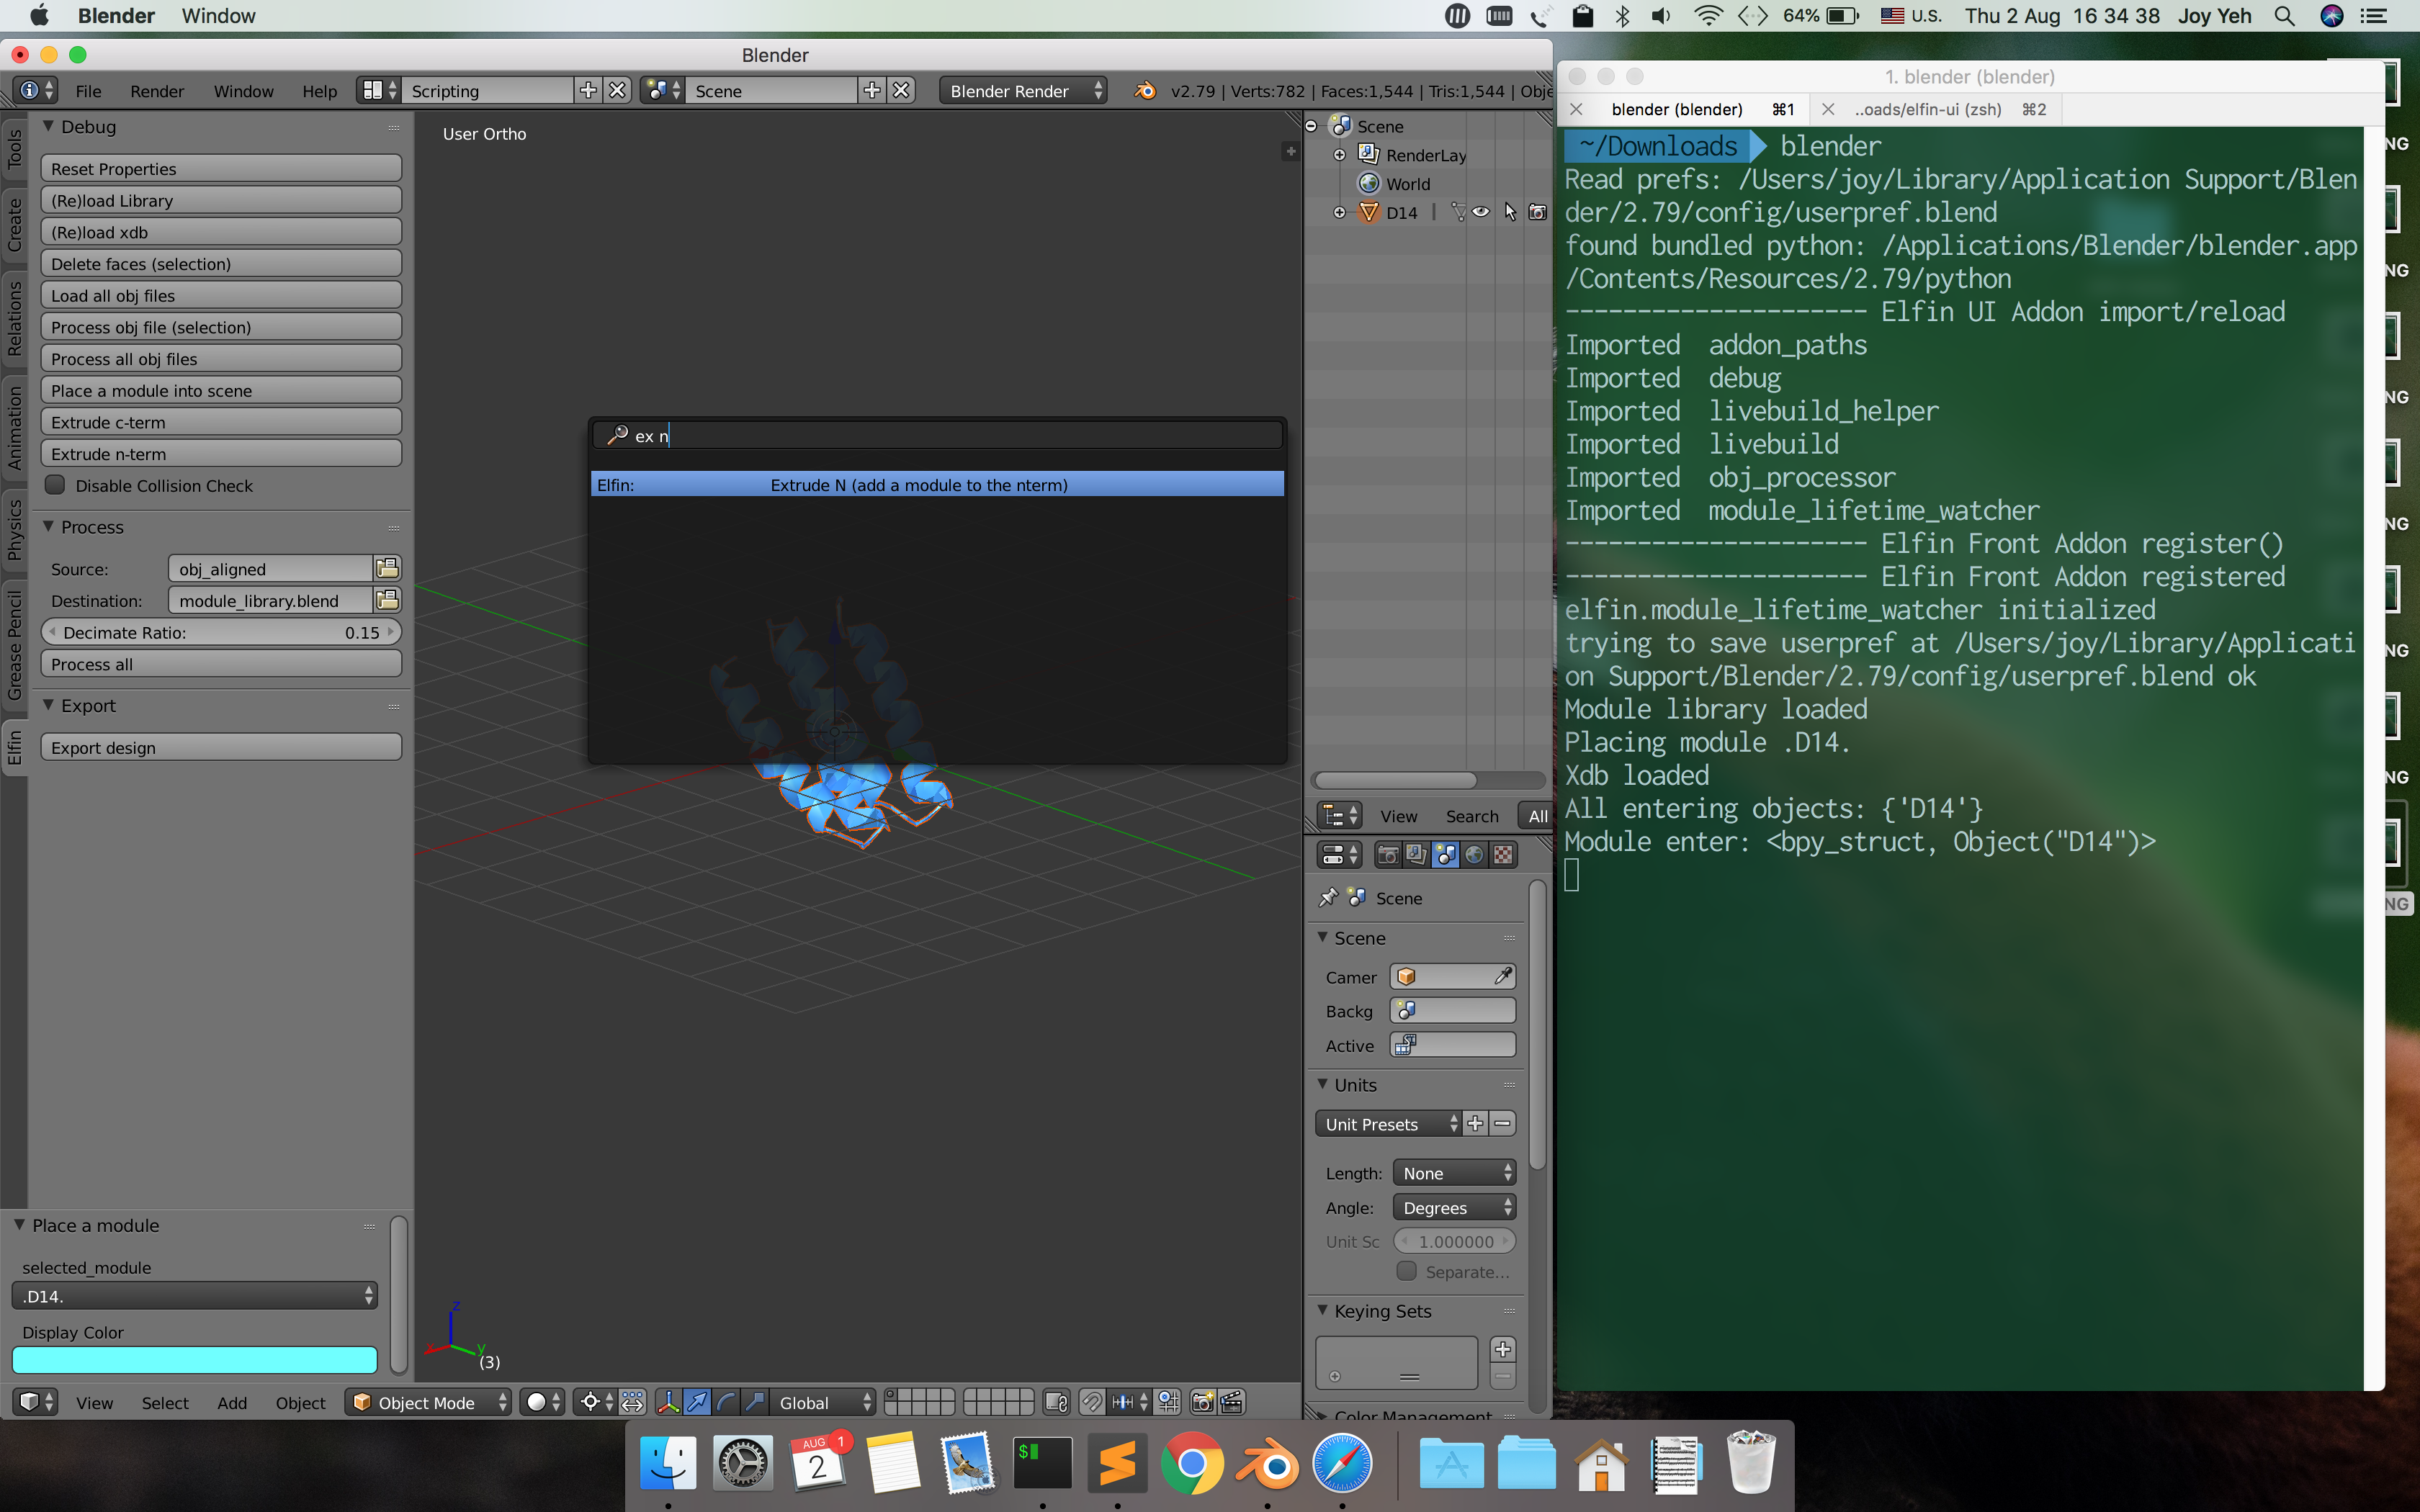 Blender Window
64% U.S. Thu 2 Aug 16 34 38 Joy Yeh
Blender
File Render Window Help Scripting Scene Blender Render v2.79 | Verts:782 | Faces:1,544 | Tris:1,544 | Obje
Tools
Create
Relations
Animation
Physics
Grease Pencil
Elfin
Debug
Reset Properties
(Re)load Library
(Re)load xdb
Delete faces (selection)
Load all obj files
Process obj file (selection)
Process all obj files
Place a module into scene
Extrude c-term
Extrude n-term
Disable Collision Check
Process
Source: obj_aligned
Destination: module_library.blend
Decimate Ratio: 0.15
Process all
Export
Export design
Place a module
selected_module
.D14.
Display Color
User Ortho
ex n
Elfin: Extrude N (add a module to the nterm)
z
x
y
(3)
View Select Add Object Object Mode Global
Scene
RenderLay
World
D14
View Search All
Scene
Scene
Camer
Backg
Active
Units
Unit Presets
Length: None
Angle: Degrees
Unit Sc 1.000000
Separate...
Keying Sets
Color Management
1. blender (blender)
blender (blender) ⌘1 ..oads/elfin-ui (zsh) ⌘2
~/Downloads blender
Read prefs: /Users/joy/Library/Application Support/Blen
der/2.79/config/userpref.blend
found bundled python: /Applications/Blender/blender.app
/Contents/Resources/2.79/python
--------------------- Elfin UI Addon import/reload
Imported addon_paths
Imported debug
Imported livebuild_helper
Imported livebuild
Imported obj_processor
Imported module_lifetime_watcher
--------------------- Elfin Front Addon register()
--------------------- Elfin Front Addon registered
elfin.module_lifetime_watcher initialized
trying to save userpref at /Users/joy/Library/Applicati
on Support/Blender/2.79/config/userpref.blend ok
Module library loaded
Placing module .D14.
Xdb loaded
All entering objects: {'D14'}
Module enter: <bpy_struct, Object("D14")>
NG
NG
NG
NG
NG
NG
NG
AUG
2
1
$